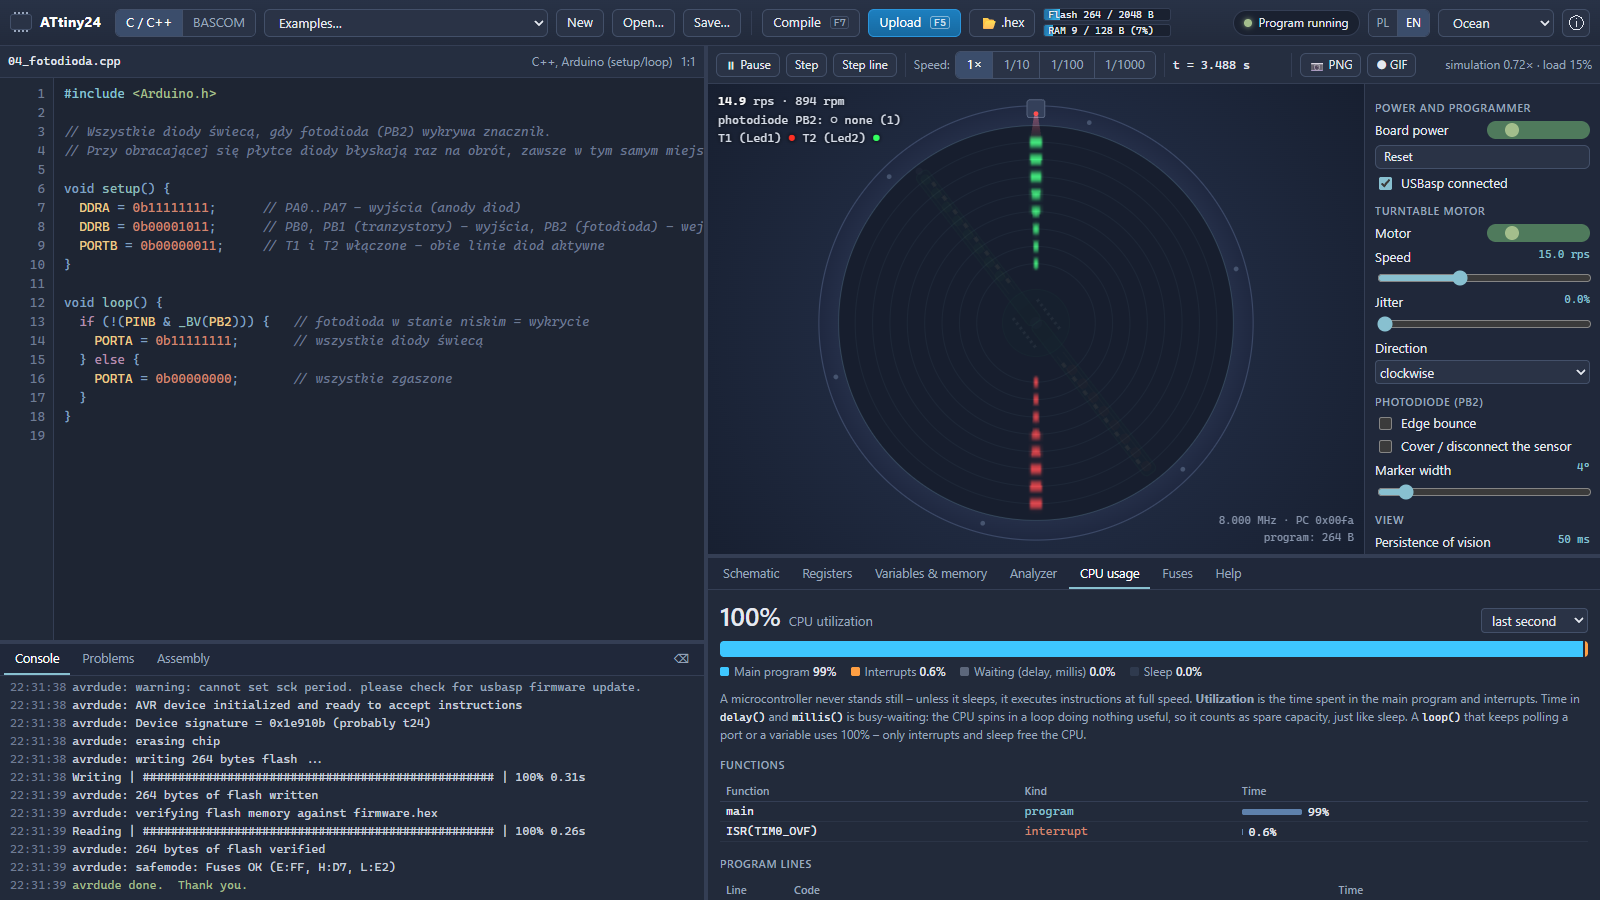 ATtiny24
C / C++
BASCOM
Examples...
New
Open...
Save...
Compile F7
Upload F5
.hex
Flash 264 / 2048 B
RAM 9 / 128 B (7%)
Program running
PL
EN
Ocean
04_fotodioda.cpp
C++, Arduino (setup/loop) 1:1
1 #include <Arduino.h>
2
3 // Wszystkie diody świecą, gdy fotodioda (PB2) wykrywa znacznik.
4 // Przy obracającej się płytce diody błyskają raz na obrót, zawsze w tym samym miejs
5
6 void setup() {
7 DDRA = 0b11111111; // PA0..PA7 – wyjścia (anody diod)
8 DDRB = 0b00001011; // PB0, PB1 (tranzystory) – wyjścia, PB2 (fotodioda) – wej
9 PORTB = 0b00000011; // T1 i T2 włączone – obie linie diod aktywne
10 }
11
12 void loop() {
13 if (!(PINB & _BV(PB2))) { // fotodioda w stanie niskim = wykrycie
14 PORTA = 0b11111111; // wszystkie diody świecą
15 } else {
16 PORTA = 0b00000000; // wszystkie zgaszone
17 }
18 }
19
Console
Problems
Assembly
22:31:38 avrdude: warning: cannot set sck period. please check for usbasp firmware update.
22:31:38 avrdude: AVR device initialized and ready to accept instructions
22:31:38 avrdude: Device signature = 0x1e910b (probably t24)
22:31:38 avrdude: erasing chip
22:31:38 avrdude: writing 264 bytes flash ...
22:31:38 Writing | ################################################## | 100% 0.31s
22:31:39 avrdude: 264 bytes of flash written
22:31:39 avrdude: verifying flash memory against firmware.hex
22:31:39 Reading | ################################################## | 100% 0.26s
22:31:39 avrdude: 264 bytes of flash verified
22:31:39 avrdude: safemode: Fuses OK (E:FF, H:D7, L:E2)
22:31:39 avrdude done. Thank you.
Pause
Step
Step line
Speed:
1×
1/10
1/100
1/1000
t = 3.488 s
PNG
GIF
simulation 0.72× · load 15%
14.9 rps · 894 rpm
photodiode PB2: none (1)
T1 (Led1) T2 (Led2)
8.000 MHz · PC 0x00fa
program: 264 B
POWER AND PROGRAMMER
Board power
Reset
USBasp connected
TURNTABLE MOTOR
Motor
Speed 15.0 rps
Jitter 0.0%
Direction
clockwise
PHOTODIODE (PB2)
Edge bounce
Cover / disconnect the sensor
Marker width 4°
VIEW
Persistence of vision 50 ms
Schematic
Registers
Variables & memory
Analyzer
CPU usage
Fuses
Help
100% CPU utilization
last second
Main program 99%
Interrupts 0.6%
Waiting (delay, millis) 0.0%
Sleep 0.0%
A microcontroller never stands still – unless it sleeps, it executes instructions at full speed. Utilization is the time spent in the main program and interrupts. Time in
delay() and millis() is busy-waiting: the CPU spins in a loop doing nothing useful, so it counts as spare capacity, just like sleep. A loop() that keeps polling a
port or a variable uses 100% – only interrupts and sleep free the CPU.
FUNCTIONS
Function Kind Time
main program 99%
ISR(TIM0_OVF) interrupt 0.6%
PROGRAM LINES
Line Code Time